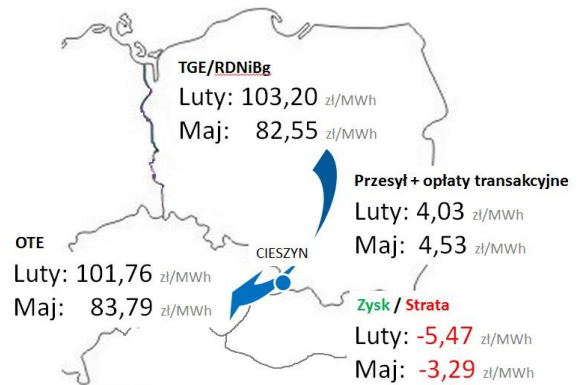 TGE/RDNiBg
Luty: 103,20 zł/MWh
Maj: 82,55 zł/MWh
Przesył + opłaty transakcyjne
Luty: 4,03 zł/MWh
Maj: 4,53 zł/MWh
OTE
CIESZYN
Luty: 101,76 zł/MWh
Maj: 83,79 zł/MWh
Zysk / Strata
Luty: -5,47 zł/MWh
Maj: -3,29 zł/MWh